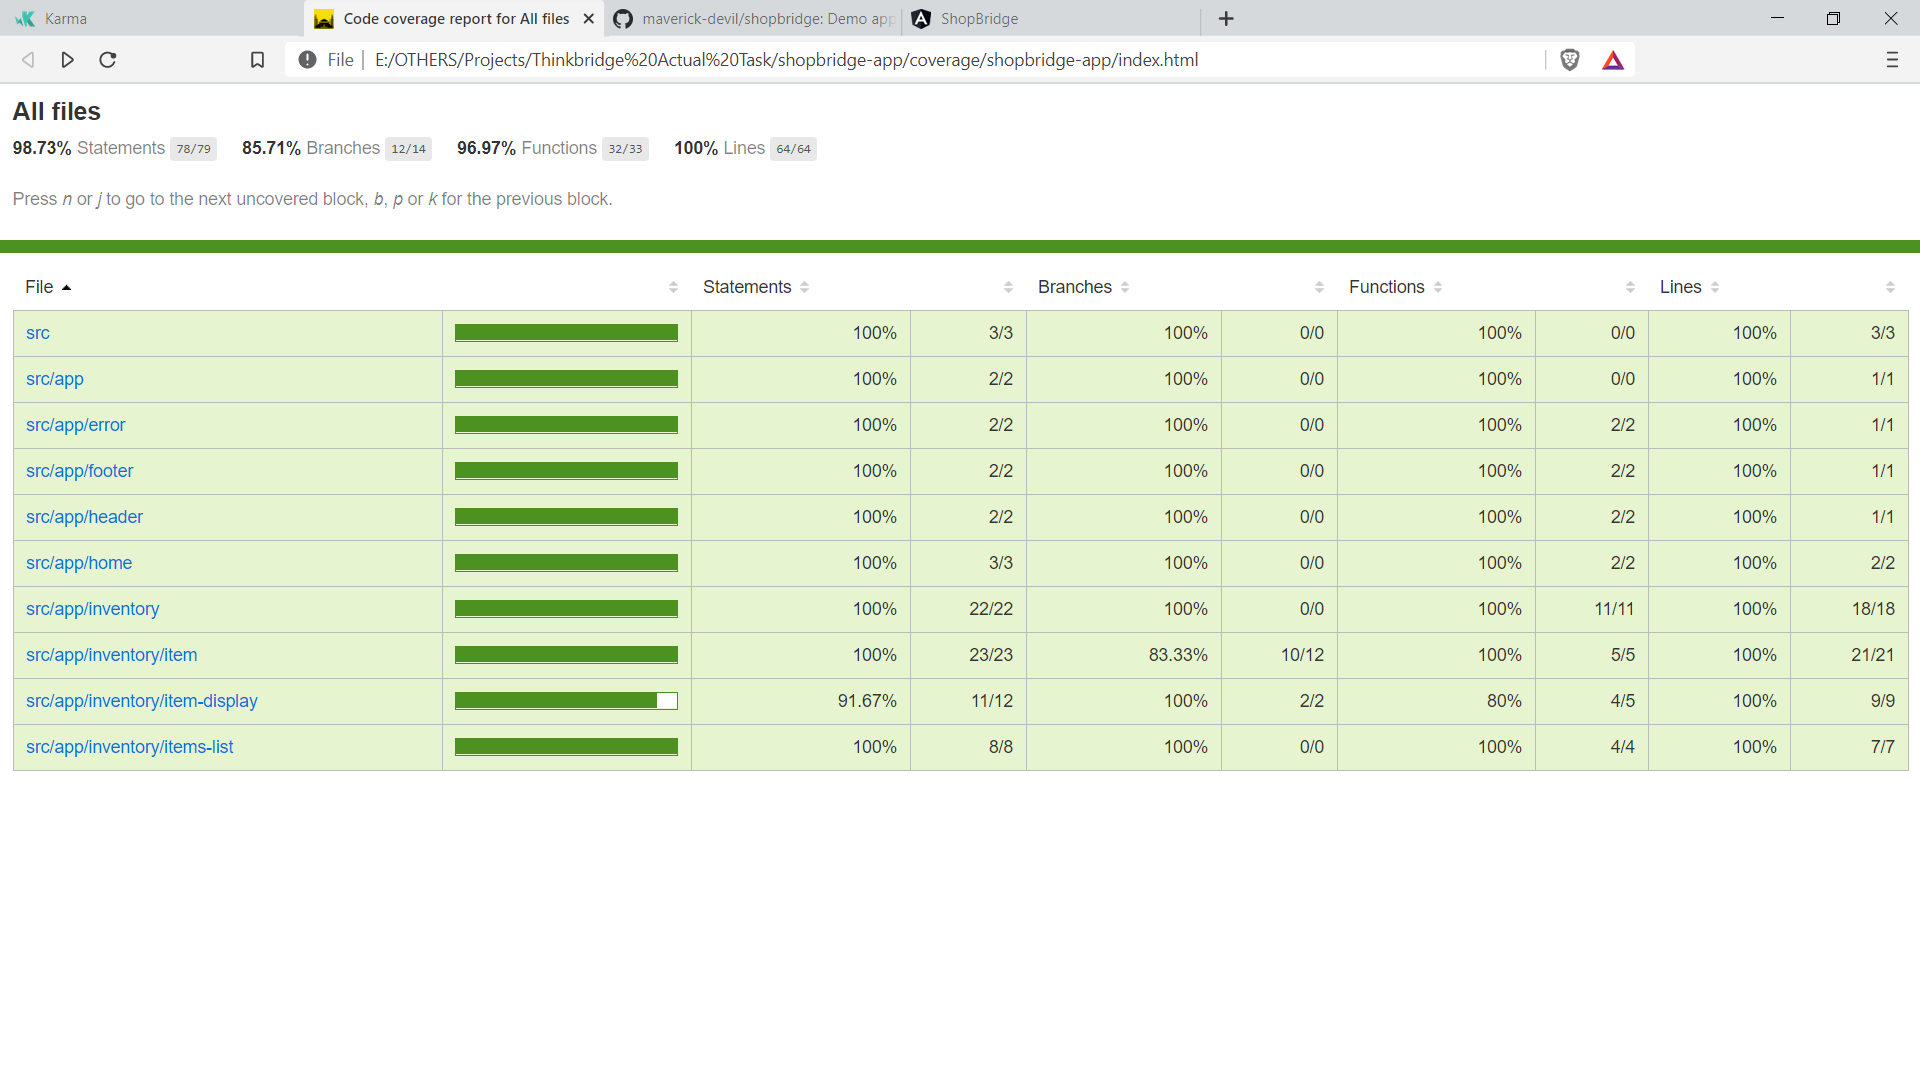 Karma
Code coverage report for All files
maverick-devil/shopbridge: Demo app
ShopBridge
File
E:/OTHERS/Projects/Thinkbridge%20Actual%20Task/shopbridge-app/coverage/shopbridge-app/index.html
All files
98.73% Statements 78/79 85.71% Branches 12/14 96.97% Functions 32/33 100% Lines 64/64
Press n or j to go to the next uncovered block, b, p or k for the previous block.
File Statements Branches Functions Lines
src 100% 3/3 100% 0/0 100% 0/0 100% 3/3
src/app 100% 2/2 100% 0/0 100% 0/0 100% 1/1
src/app/error 100% 2/2 100% 0/0 100% 2/2 100% 1/1
src/app/footer 100% 2/2 100% 0/0 100% 2/2 100% 1/1
src/app/header 100% 2/2 100% 0/0 100% 2/2 100% 1/1
src/app/home 100% 3/3 100% 0/0 100% 2/2 100% 2/2
src/app/inventory 100% 22/22 100% 0/0 100% 11/11 100% 18/18
src/app/inventory/item 100% 23/23 83.33% 10/12 100% 5/5 100% 21/21
src/app/inventory/item-display 91.67% 11/12 100% 2/2 80% 4/5 100% 9/9
src/app/inventory/items-list 100% 8/8 100% 0/0 100% 4/4 100% 7/7